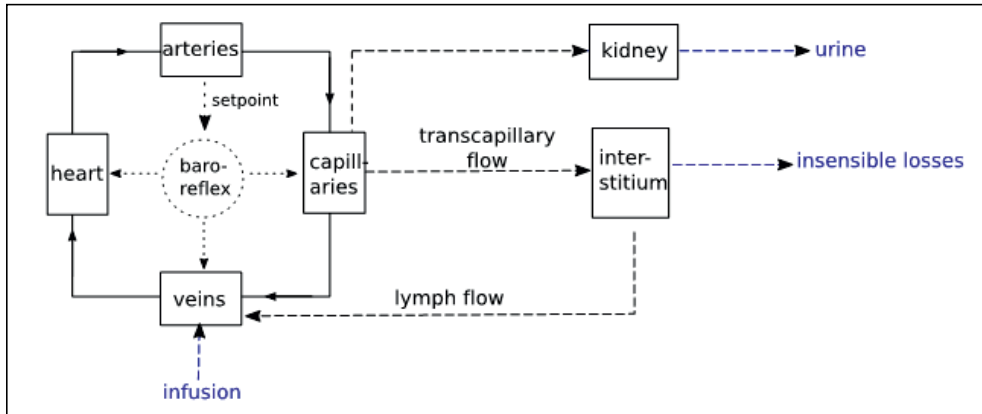 arteries
kidney
urine
setpoint
transcapillary
flow
heart
baro-
reflex
capill-
aries
inter-
stitium
insensible losses
veins
lymph flow
infusion